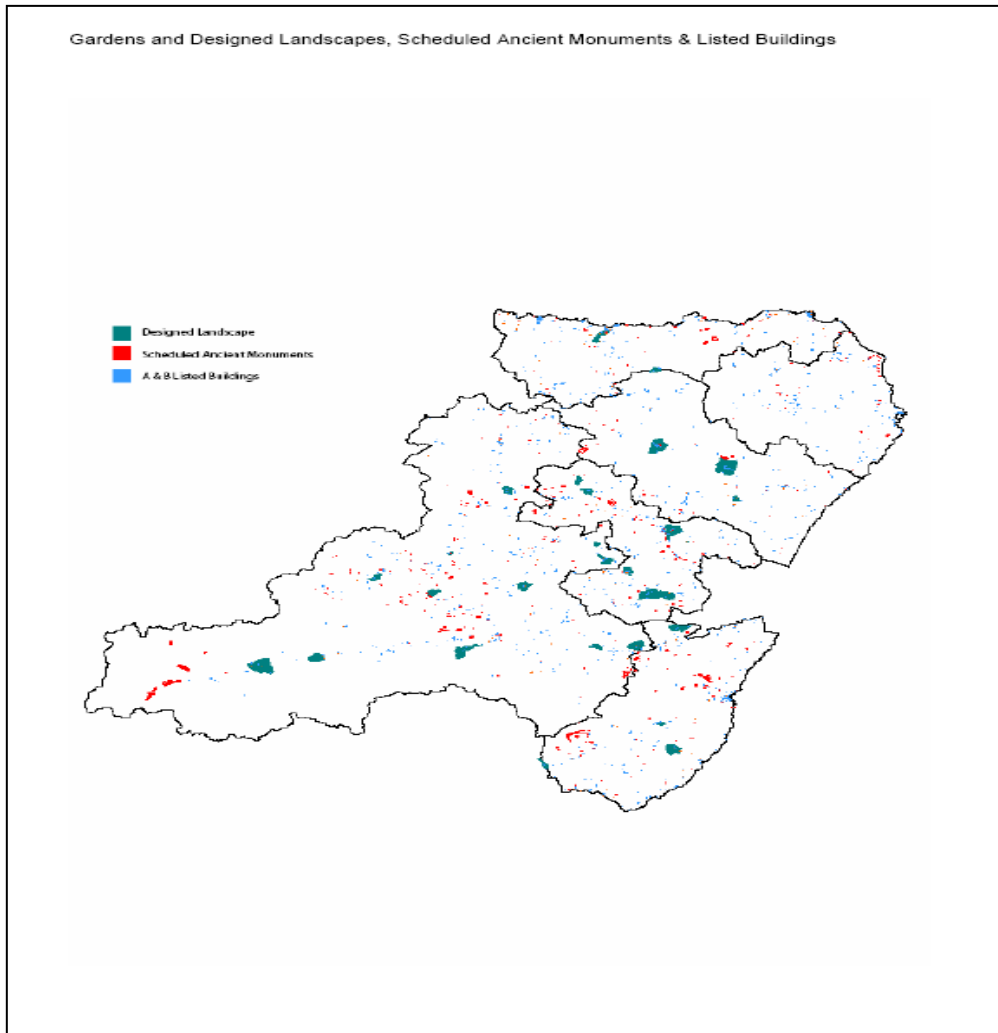 Gardens and Designed Landscapes, Scheduled Ancient Monuments & Listed Buildings
Designed Landscape
Scheduled Ancient Monuments
A & B Listed Buildings